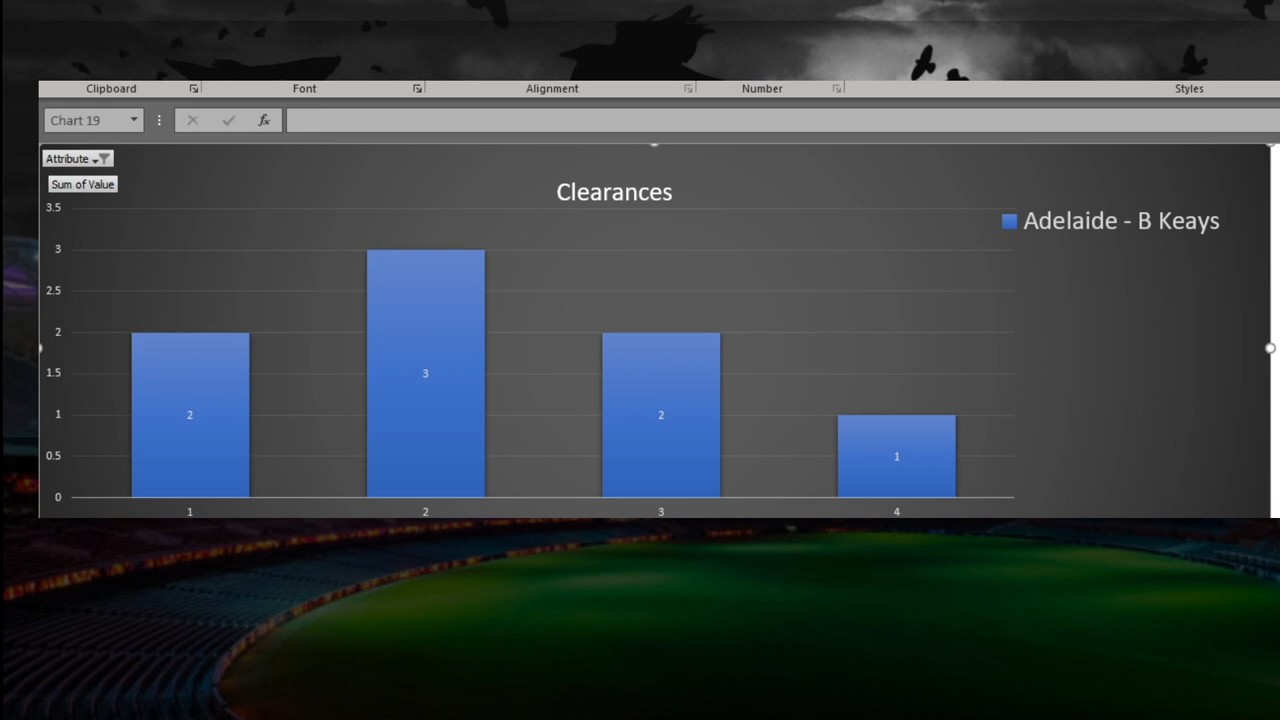 Clipboard Font Alignment Number Styles
Chart 19 fx
Attribute
Sum of Value
Clearances
3.5
Adelaide - B Keays
3
2.5
2
1.5
1
0.5
0
2
3
2
1
1 2 3 4